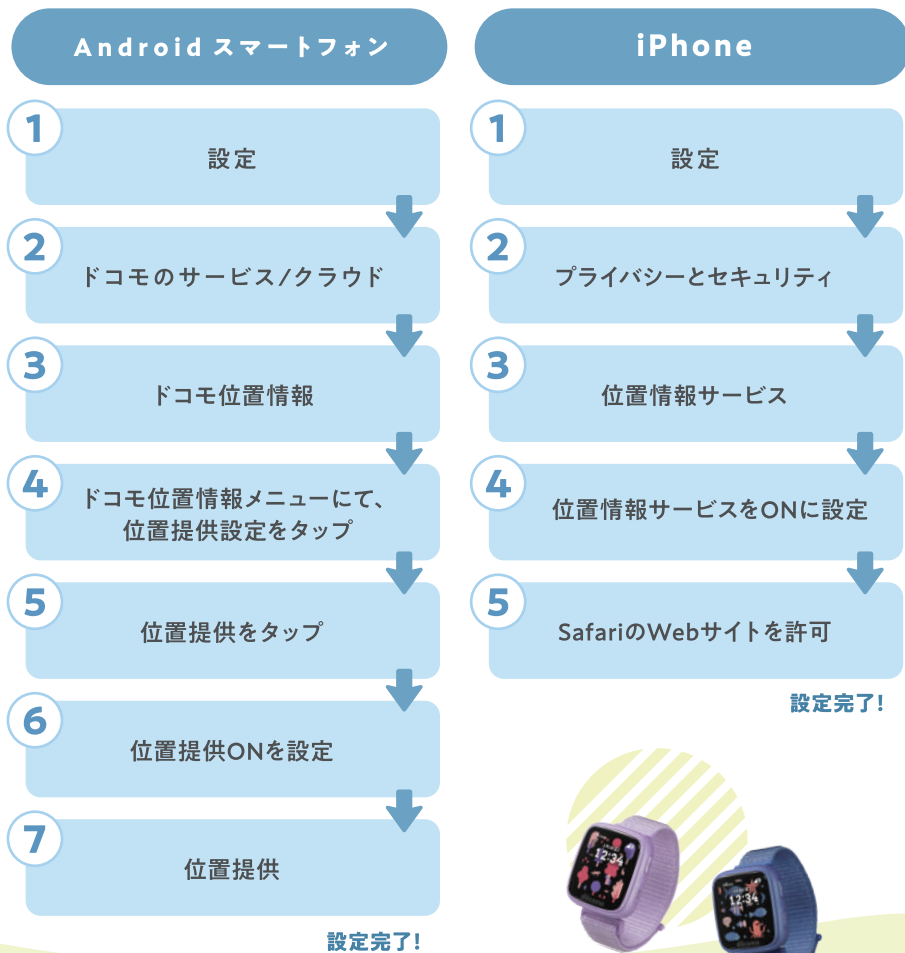 Android スマートフォン
1
設定
2
ドコモのサービス/クラウド
3
ドコモ位置情報
4
ドコモ位置情報メニューにて、
位置提供設定をタップ
5
位置提供をタップ
6
位置提供ONを設定
7
位置提供
設定完了!
iPhone
1
設定
2
プライバシーとセキュリティ
3
位置情報サービス
4
位置情報サービスをONに設定
5
SafariのWebサイトを許可
設定完了!
12:34
12:34